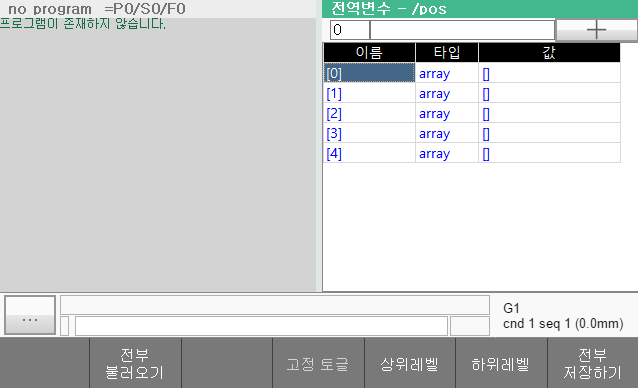 no program =P0/S0/F0
프로그램이 존재하지 않습니다.
전역변수 - /pos
0
이름 타입 값
[0] array []
[1] array []
[2] array []
[3] array []
[4] array []
...
G1
cnd 1 seq 1 (0.0mm)
전부
불러오기
고정 토글
상위레벨
하위레벨
전부
저장하기